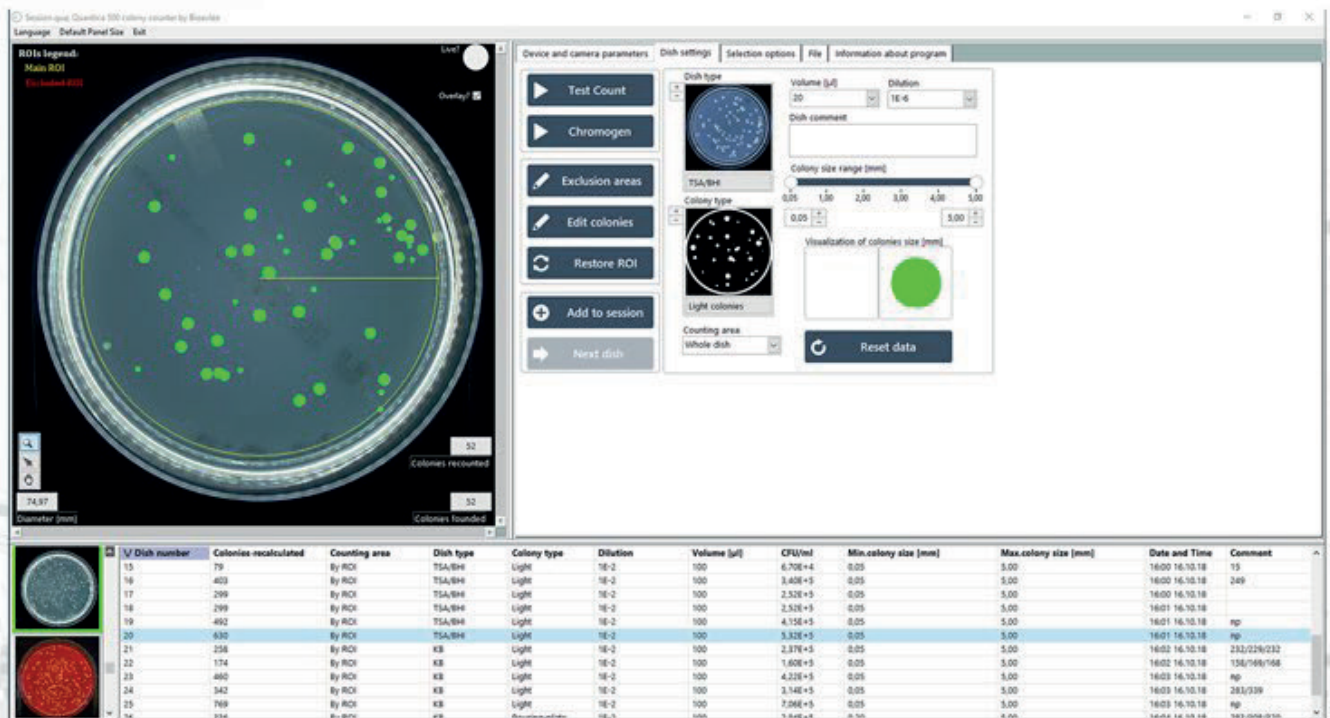 Session-qua; Quantica 500 colony counter by Biosvlav
Language Default Panel Size Exit
ROIs legend:
Main ROI
Excluded ROI
Live?
Overlay?
74,97
Diameter [mm]
52
Colonies recounted
52
Colonies founded
Device and camera parameters Dish settings Selection options File Information about program
Test Count
Chromogen
Exclusion areas
Edit colonies
Restore ROI
Add to session
Next dish
Dish type
TSA/BHI
Colony type
Light colonies
Counting area
Whole dish
Volume [µl] Dilution
20 1E-6
Dish comment
Colony size range [mm]
0,05 1,00 2,00 3,00 4,00 5,00
0,05 5,00
Visualization of colonies size [mm]
Reset data
Dish number Colonies-recalculated Counting area Dish type Colony type Dilution Volume [µl] CFU/ml Min.colony size [mm] Max.colony size [mm] Date and Time Comment
15 79 By ROI TSA/BHI Light 1E-2 100 6,70E+4 0,05 5,00 16:00 16.10.18 15
16 403 By ROI TSA/BHI Light 1E-2 100 3,40E+5 0,05 5,00 16:00 16.10.18 249
17 299 By ROI TSA/BHI Light 1E-2 100 2,52E+5 0,05 5,00 16:00 16.10.18
18 299 By ROI TSA/BHI Light 1E-2 100 2,52E+5 0,05 5,00 16:01 16.10.18
19 492 By ROI TSA/BHI Light 1E-2 100 4,15E+5 0,05 5,00 16:01 16.10.18 np
20 630 By ROI TSA/BHI Light 1E-2 100 5,32E+5 0,05 5,00 16:01 16.10.18 np
21 258 By ROI KB Light 1E-2 100 2,37E+5 0,05 5,00 16:02 16.10.18 232/229/232
22 174 By ROI KB Light 1E-2 100 1,60E+5 0,05 5,00 16:02 16.10.18 158/169/168
23 460 By ROI KB Light 1E-2 100 4,22E+5 0,05 5,00 16:03 16.10.18 np
24 342 By ROI KB Light 1E-2 100 3,14E+5 0,05 5,00 16:03 16.10.18 283/339
25 769 By ROI KB Light 1E-2 100 7,06E+5 0,05 5,00 16:03 16.10.18 np